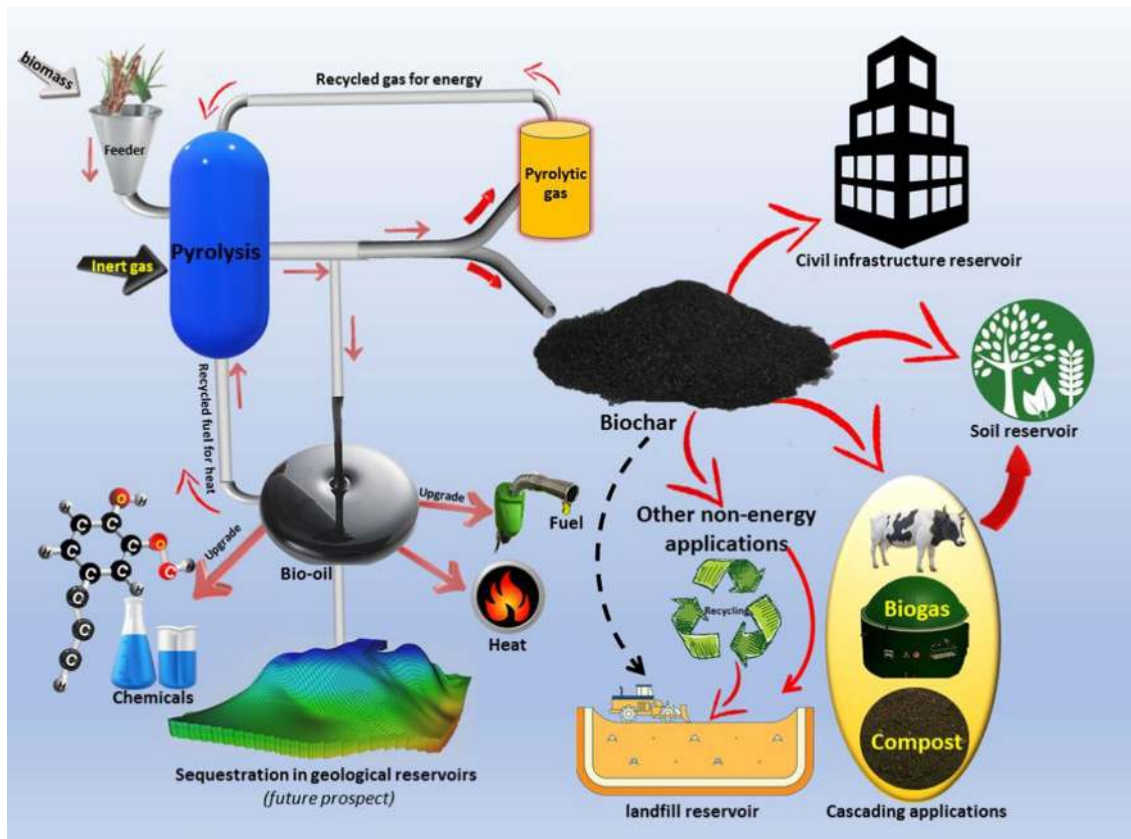 biomass
Feeder
Recycled gas for energy
Pyrolytic
gas
Pyrolysis
Inert gas
Civil infrastructure reservoir
Recycled fuel for heat
Biochar
Soil reservoir
Upgrade
Fuel
Upgrade
Bio-oil
Heat
Other non-energy
applications
Recycling
Biogas
Compost
C
C
C
C
C
C
C
C
C
C
O
O
H
H
H
H
H
H
H
Chemicals
Sequestration in geological reservoirs
(future prospect)
landfill reservoir
Cascading applications